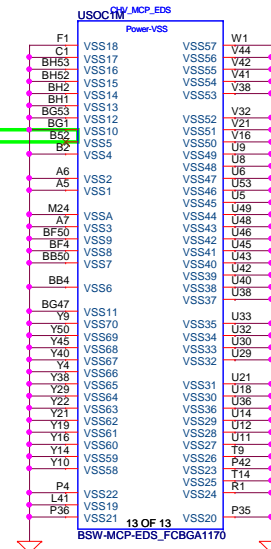 CHV_MCP_EDS
USOC1M
Power-VSS
F1 VSS18 VSS57 W1
C1 VSS17 VSS56 V44
BH53 VSS16 VSS55 V42
BH52 VSS15 VSS54 V41
BH2 VSS14 VSS53 V38
BH1 VSS13
BG53 VSS12 VSS52 V32
BG1 VSS10 VSS51 V21
B52 VSS5 VSS50 V16
B2 VSS4 VSS49 U9
VSS48 U8
A6 VSS2 VSS47 U6
A5 VSS1 VSS46 U53
VSS45 U5
M24 VSSA VSS44 U49
A7 VSS3 VSS43 U48
BF50 VSS9 VSS42 U46
BF4 VSS8 VSS41 U45
BB50 VSS7 VSS40 U43
VSS39 U42
BB4 VSS6 VSS38 U40
VSS37 U38
BG47 VSS11
Y9 VSS70 VSS35 U33
Y50 VSS69 VSS34 U32
Y45 VSS68 VSS33 U30
Y40 VSS67 VSS32 U29
Y4 VSS66
Y38 VSS65 VSS31 U21
Y29 VSS64 VSS30 U18
Y22 VSS63 VSS36 U36
Y21 VSS62 VSS29 U14
Y19 VSS61 VSS28 U12
Y16 VSS60 VSS27 U11
Y14 VSS59 VSS26 T9
Y10 VSS58 VSS23 P42
VSS25 T14
P4 VSS22 VSS24 R1
L41 VSS19
P36 VSS21 VSS20 P35
13 OF 13
BSW-MCP-EDS_FCBGA1170